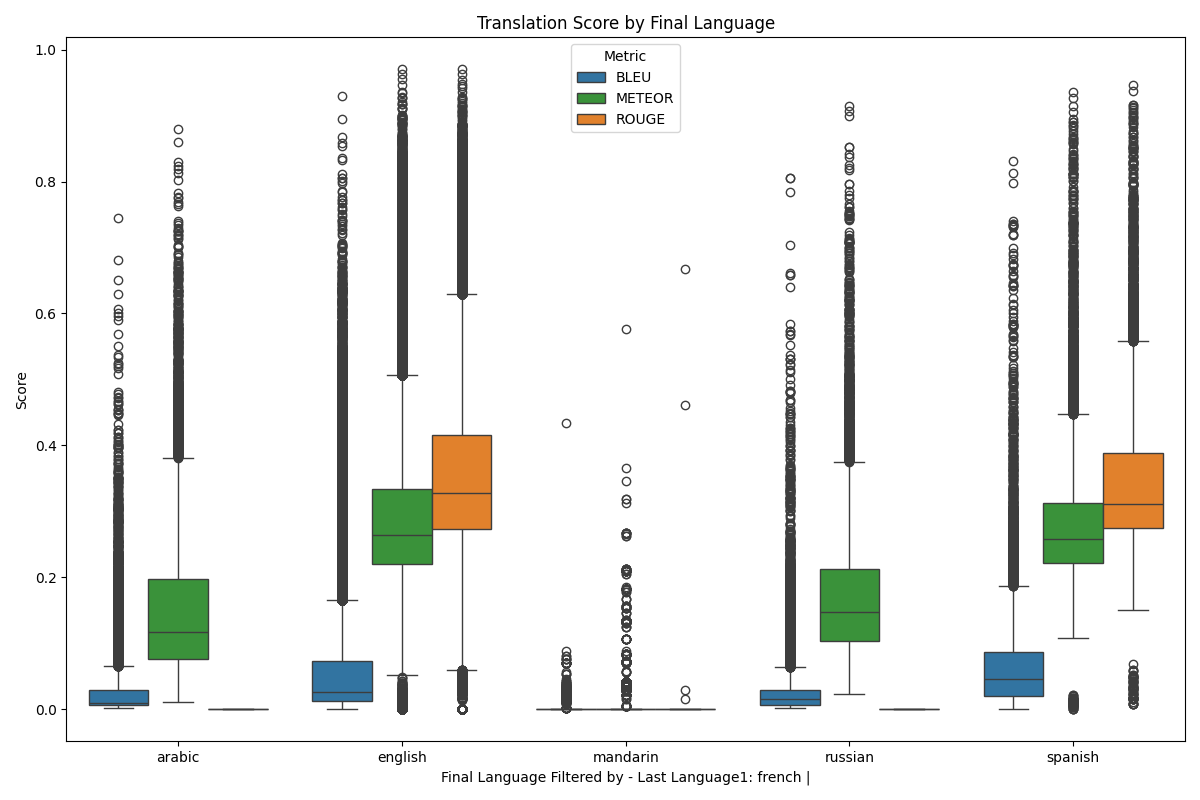 Translation Score by Final Language
Metric
BLEU
METEOR
ROUGE
Score
1.0
0.8
0.6
0.4
0.2
0.0
arabic
english
mandarin
russian
spanish
Final Language Filtered by - Last Language1: french |